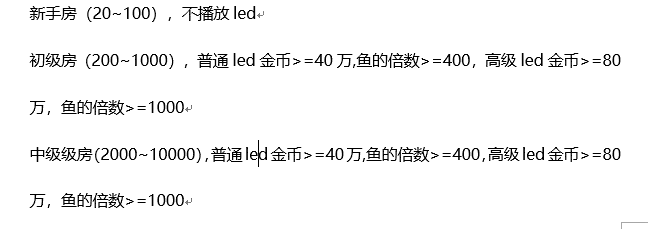 新手房（20~100），不播放 led
初级房（200~1000），普通 led 金币>=40 万,鱼的倍数>=400，高级 led 金币>=80
万，鱼的倍数>=1000
中级级房(2000~10000),普通 led 金币>=40 万,鱼的倍数>=400,高级 led 金币>=80
万，鱼的倍数>=1000